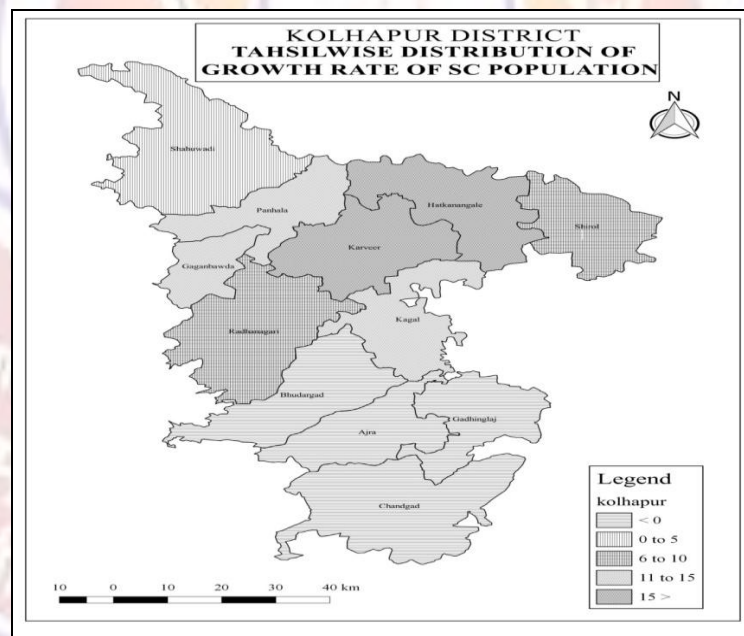 KOLHAPUR DISTRICT
TAHSILWISE DISTRIBUTION OF
GROWTH RATE OF SC POPULATION
N
Shahuwadi
Panhala
Hatkanangale
Shirol
Karveer
Gaganbawda
Radhanagari
Kagal
Bhudargad
Gadhinglaj
Ajra
Chandgad
Legend
kolhapur
< 0
0 to 5
6 to 10
11 to 15
15 >
10 0 10 20 30 40 km